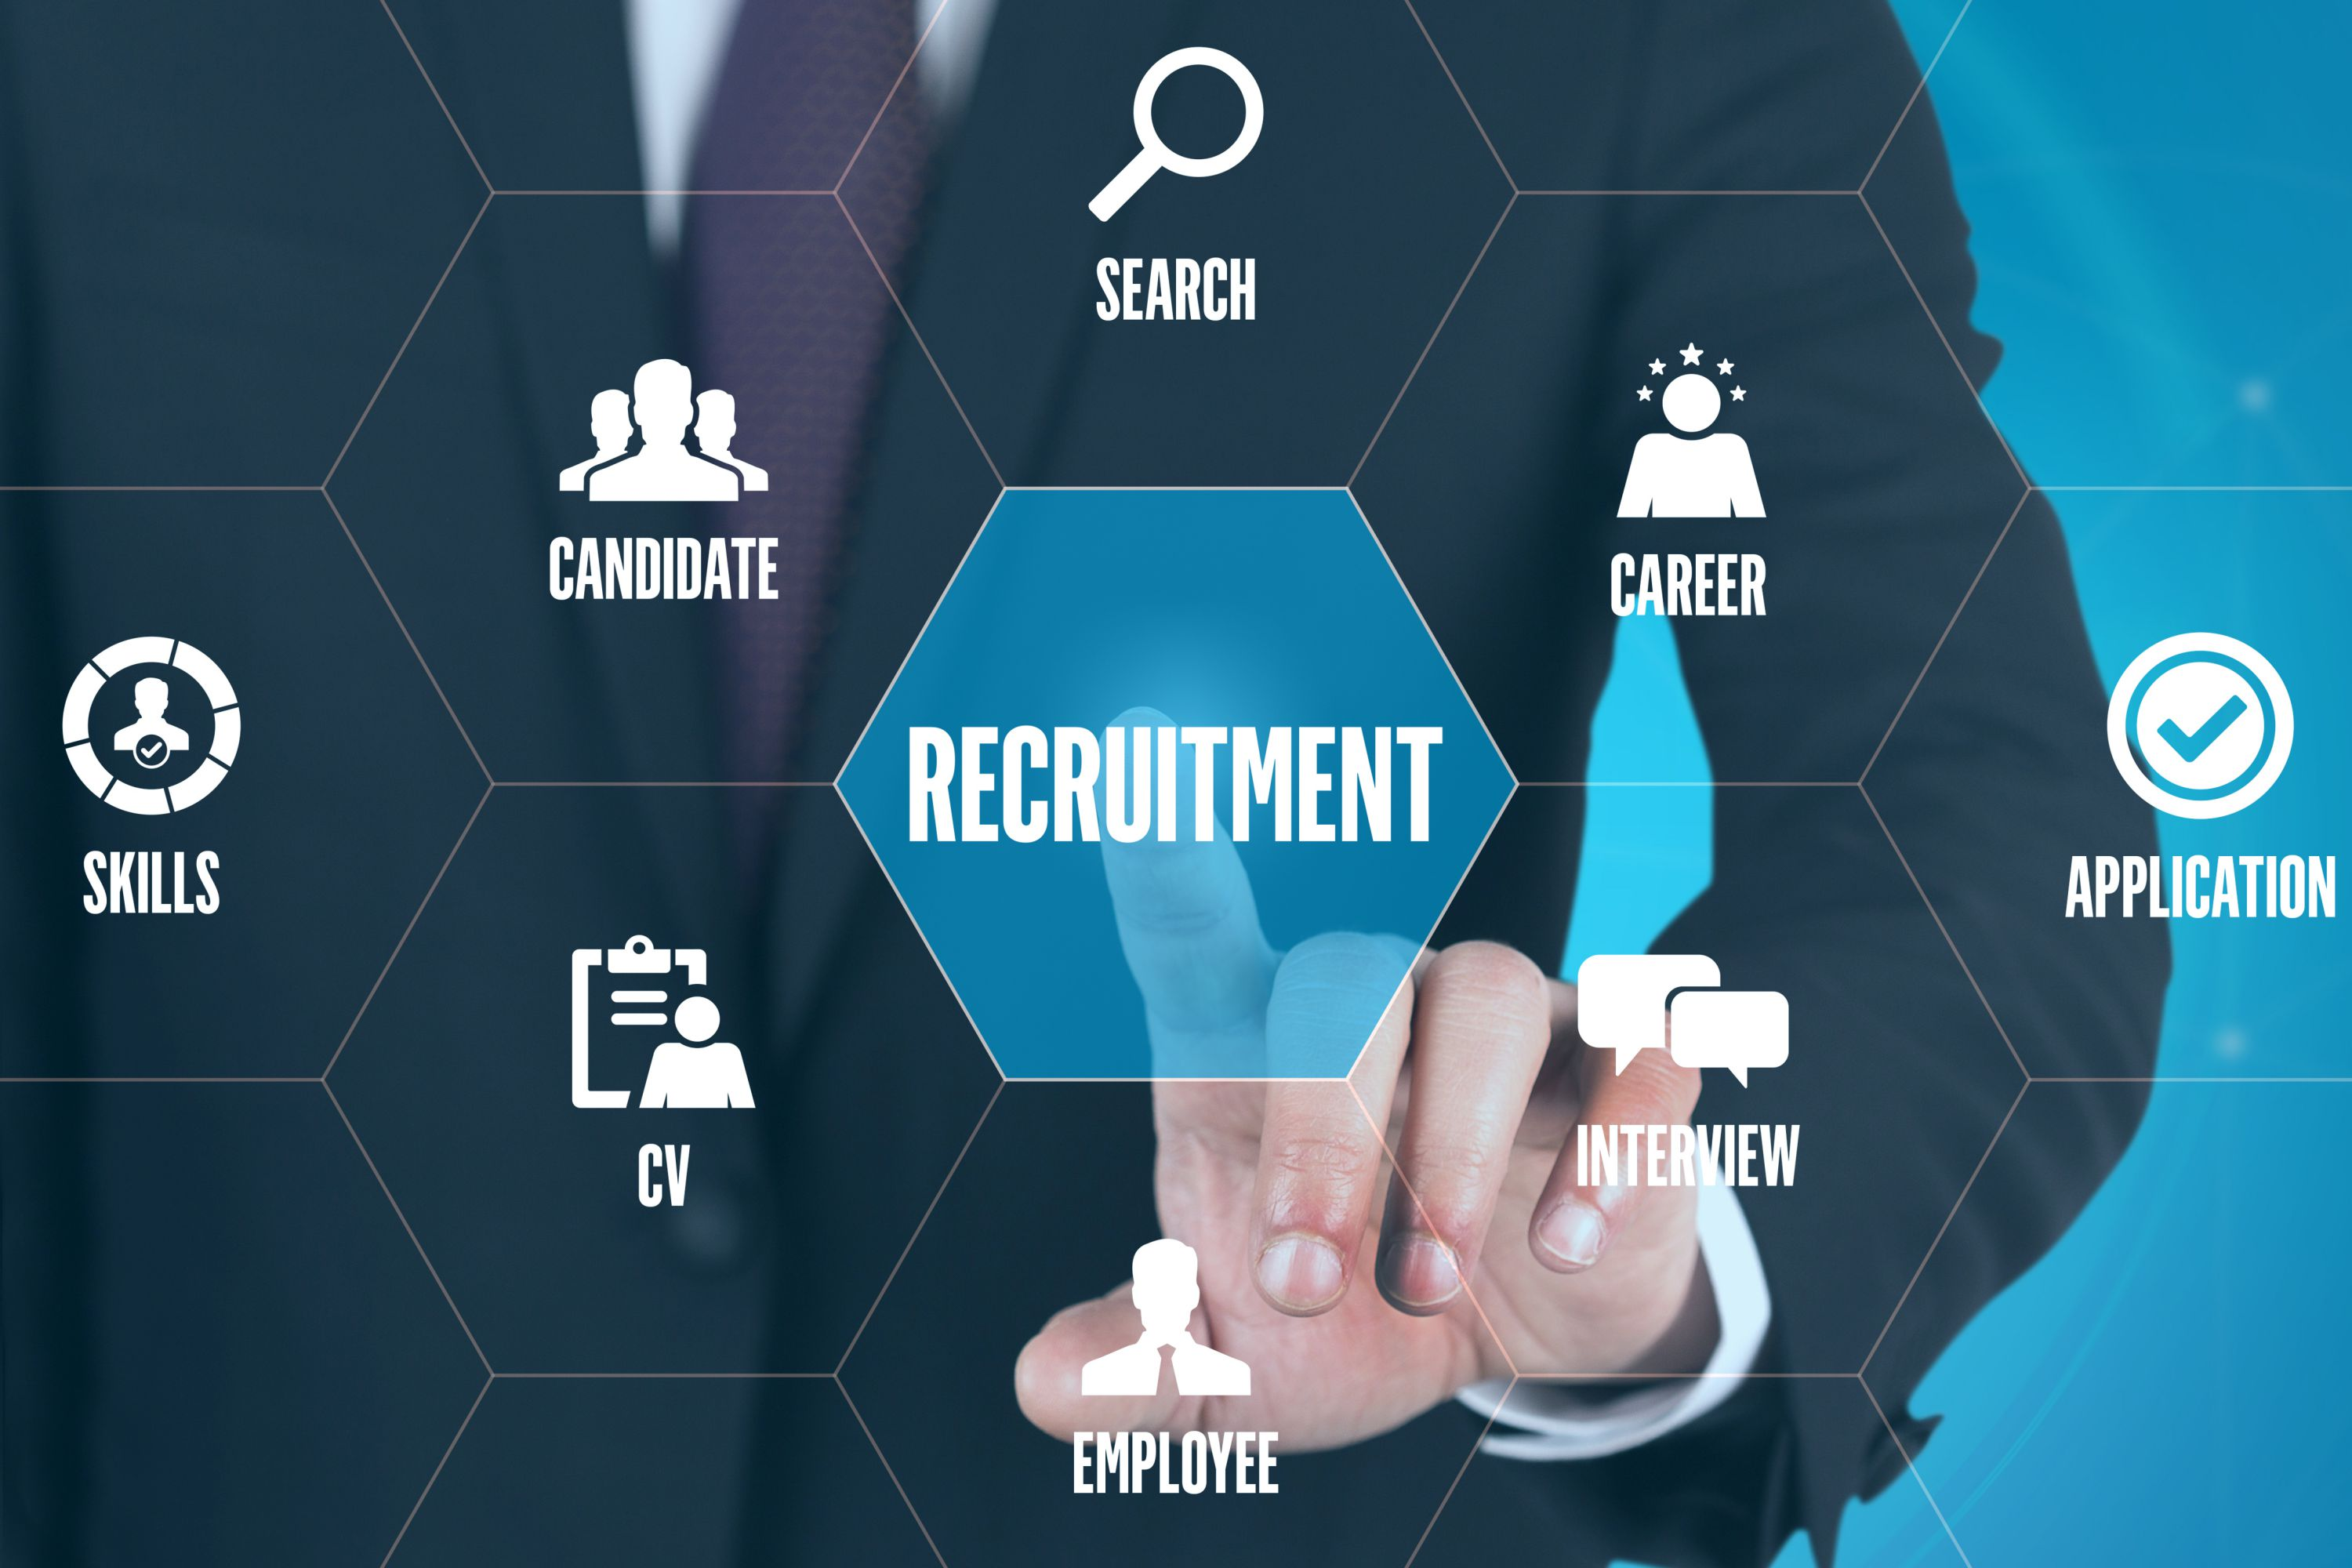 SEARCH
CANDIDATE
CAREER
SKILLS
RECRUITMENT
APPLICATION
CV
INTERVIEW
EMPLOYEE